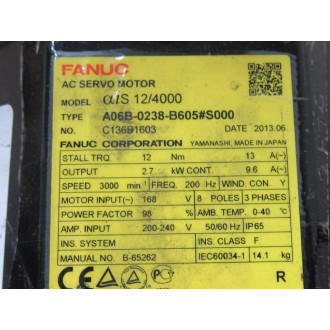 FANUC
AC SERVO MOTOR
MODEL αiS 12/4000
TYPE A06B-0238-B605#S000
NO. C136B1603 DATE 2013.06
FANUC CORPORATION YAMANASHI, MADE IN JAPAN
STALL TRQ. 12 Nm 13 A(~)
OUTPUT 2.7 kW CONT. 9.6 A(~)
SPEED 3000 min⁻¹ FREQ. 200 Hz WIND. CON. Y
MOTOR INPUT(~) 168 V 8 POLES 3 PHASES
POWER FACTOR 98 % AMB. TEMP. 0-40 °C
AMP. INPUT 200-240 V 50/60 Hz IP65
INS. SYSTEM INS. CLASS F
MANUAL NO. B-65262 IEC60034-1 14.1 kg
CE R